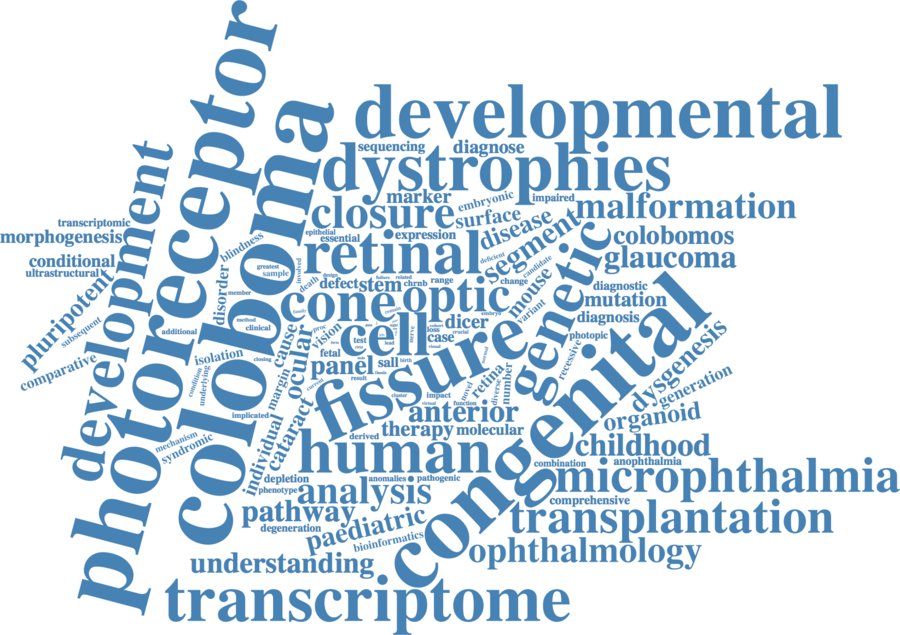 developmental
photoreceptor
coloboma
sequencing
diagnose
dystrophies
development
marker
embryonic
impaired
closure
surface
malformation
transcriptomic
morphogenesis
epithelial
essential
expression
disease
segment
colobomos
blindness
retinal
deficient
candidate
genetic
glaucoma
conditional
ultrastructural
greatest
sample
involved
death
design
defect
stem
failure
related
chrnb
range
change
mouse
diagnostic
pluripotent
disorder
member
cone
optic
variant
mutation
subsequent
family
method
clinical
additional
cell
dicer
embryo
diagnosis
vision
proc
test
lead
nerve
loss
case
cohort
crucial
visual
photopic
comparative
isolation
closing
cause
ocular
fetal
panel
sall
birth
result
fissure
retina
recessive
dysgenesis
condition
underlying
margin
current
cluster
impact
virtual
function
novel
diverse
number
congenital
generation
implicated
individual
cataract
anterior
organoid
mechanism
syndromic
derived
therapy
molecular
childhood
human
combination
anophthalmia
depletion
anomalies
pathogenic
microphthalmia
phenotype
analysis
comprehensive
pathway
paediatric
transplantation
degeneration
bioinformatics
ophthalmology
understanding
transcriptome